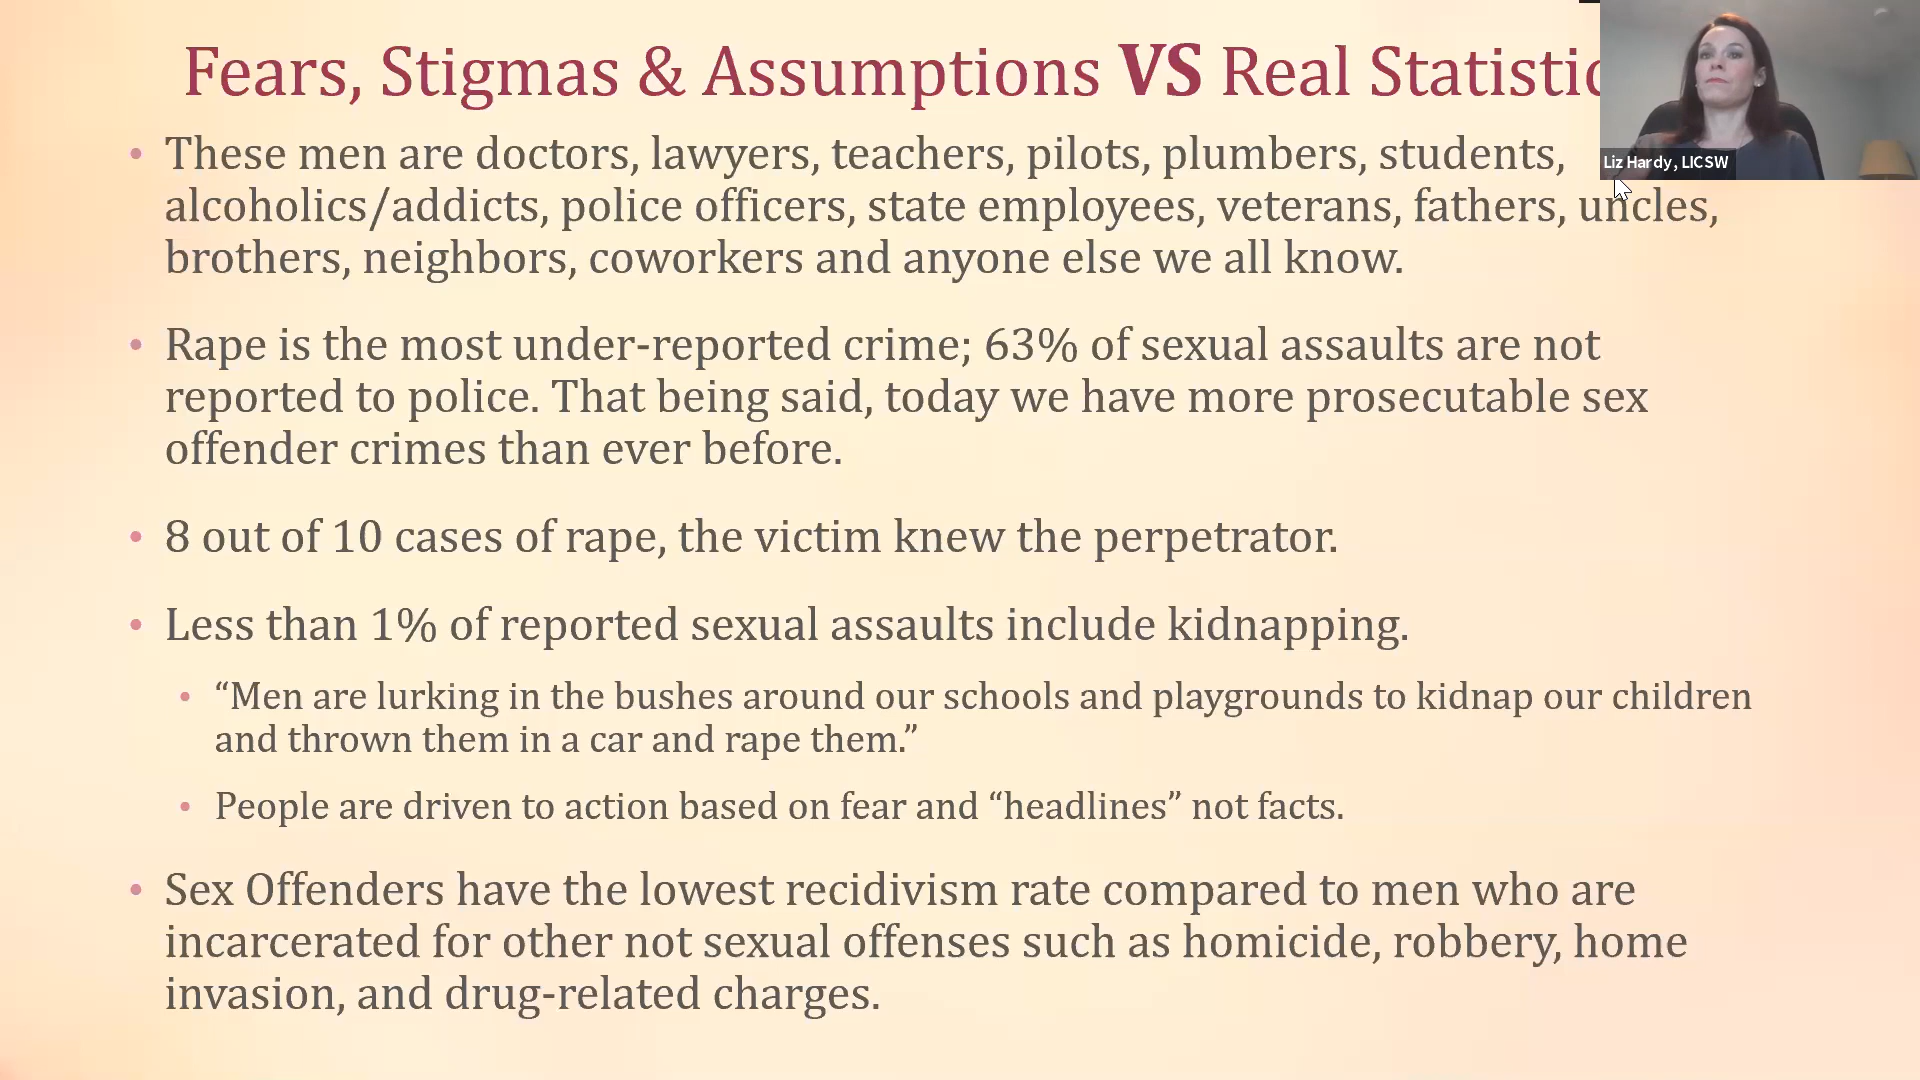 Fears, Stigmas & Assumptions VS Real Statistic
Liz Hardy, LICSW
• These men are doctors, lawyers, teachers, pilots, plumbers, students,
alcoholics/addicts, police officers, state employees, veterans, fathers, uncles,
brothers, neighbors, coworkers and anyone else we all know.
• Rape is the most under-reported crime; 63% of sexual assaults are not
reported to police. That being said, today we have more prosecutable sex
offender crimes than ever before.
• 8 out of 10 cases of rape, the victim knew the perpetrator.
• Less than 1% of reported sexual assaults include kidnapping.
• “Men are lurking in the bushes around our schools and playgrounds to kidnap our children
and thrown them in a car and rape them.”
• People are driven to action based on fear and “headlines” not facts.
• Sex Offenders have the lowest recidivism rate compared to men who are
incarcerated for other not sexual offenses such as homicide, robbery, home
invasion, and drug-related charges.